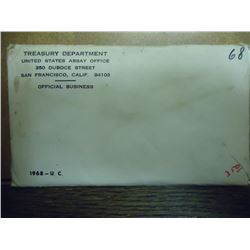 TREASURY DEPARTMENT
68
UNITED STATES ASSAY OFFICE
350 DUBOCE STREET
SAN FRANCISCO, CALIF. 94102
OFFICIAL BUSINESS
1968 - U. C.